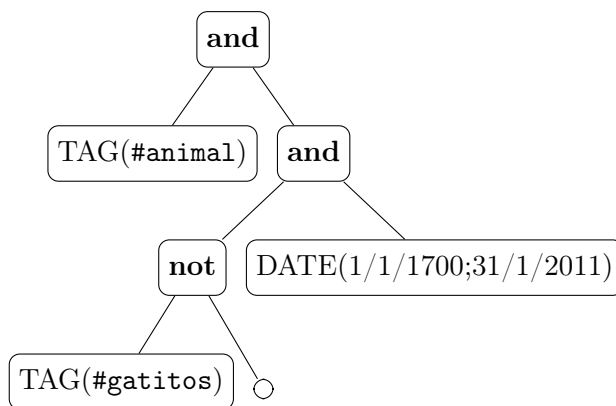 and
TAG(#animal)
and
not
DATE(1/1/1700;31/1/2011)
TAG(#gatitos)